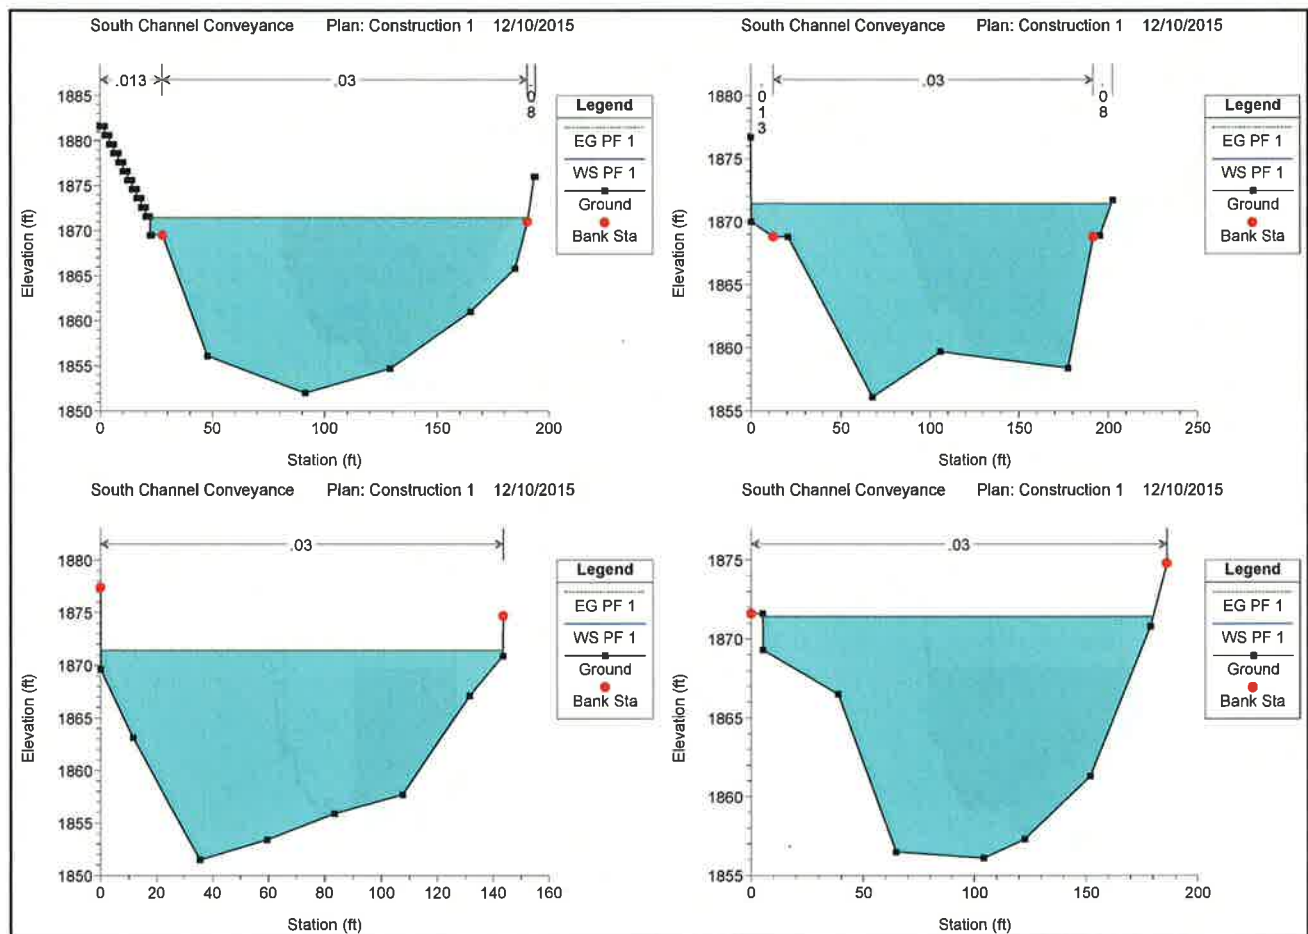 South Channel Conveyance Plan: Construction 1 12/10/2015
.013 .03 .08
Elevation (ft)
1885
1880
1875
1870
1865
1860
1855
1850
0 50 100 150 200
Station (ft)
Legend
EG PF 1
WS PF 1
Ground
Bank Sta
South Channel Conveyance Plan: Construction 1 12/10/2015
.013 .03 .08
Elevation (ft)
1880
1875
1870
1865
1860
1855
0 50 100 150 200 250
Station (ft)
Legend
EG PF 1
WS PF 1
Ground
Bank Sta
South Channel Conveyance Plan: Construction 1 12/10/2015
.03
Elevation (ft)
1880
1875
1870
1865
1860
1855
1850
0 20 40 60 80 100 120 140 160
Station (ft)
Legend
EG PF 1
WS PF 1
Ground
Bank Sta
South Channel Conveyance Plan: Construction 1 12/10/2015
.03
Elevation (ft)
1875
1870
1865
1860
1855
0 50 100 150 200
Station (ft)
Legend
EG PF 1
WS PF 1
Ground
Bank Sta